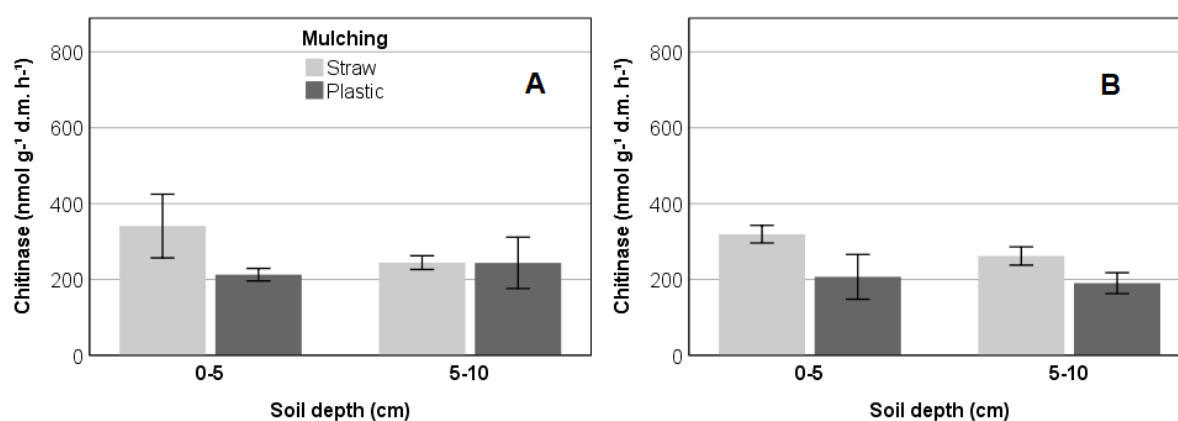 Chitinase (nmol g⁻¹ d.m. h⁻¹)
800
600
400
200
0
Mulching
Straw
Plastic
A
0-5
5-10
Soil depth (cm)
Chitinase (nmol g⁻¹ d.m. h⁻¹)
800
600
400
200
0
B
0-5
5-10
Soil depth (cm)